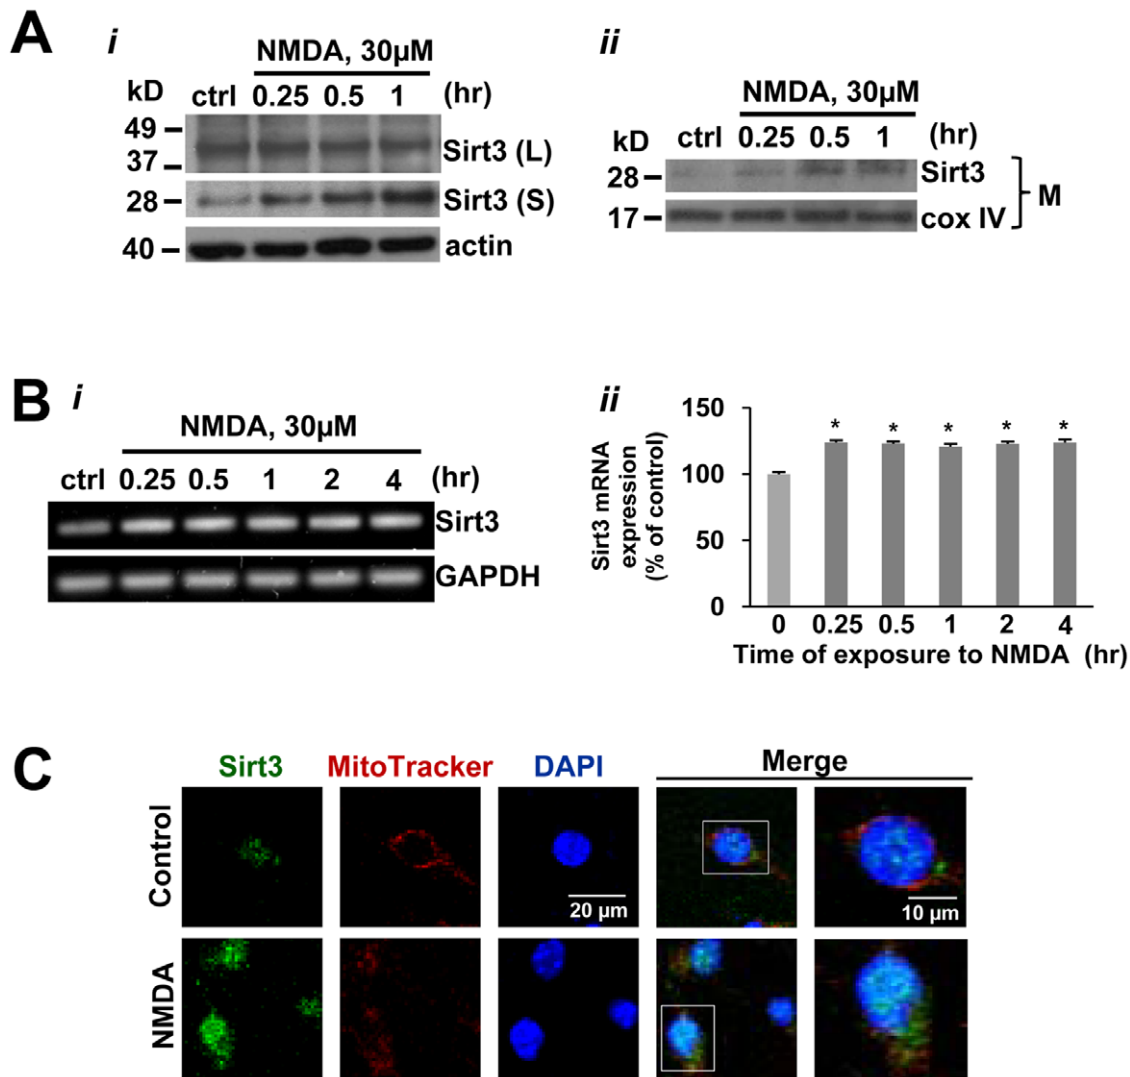 A
i
NMDA, 30µM
kD
ctrl 0.25 0.5 1 (hr)
49
37
Sirt3 (L)
28
Sirt3 (S)
40
actin
ii
NMDA, 30µM
kD
ctrl 0.25 0.5 1 (hr)
28
Sirt3
17
cox IV
M
B
i
NMDA, 30µM
ctrl 0.25 0.5 1 2 4 (hr)
Sirt3
GAPDH
ii
Sirt3 mRNA
expression
(% of control)
150
100
50
0
* * * * *
0 0.25 0.5 1 2 4
Time of exposure to NMDA (hr)
C
Sirt3 MitoTracker DAPI Merge
Control
20 µm
10 µm
NMDA